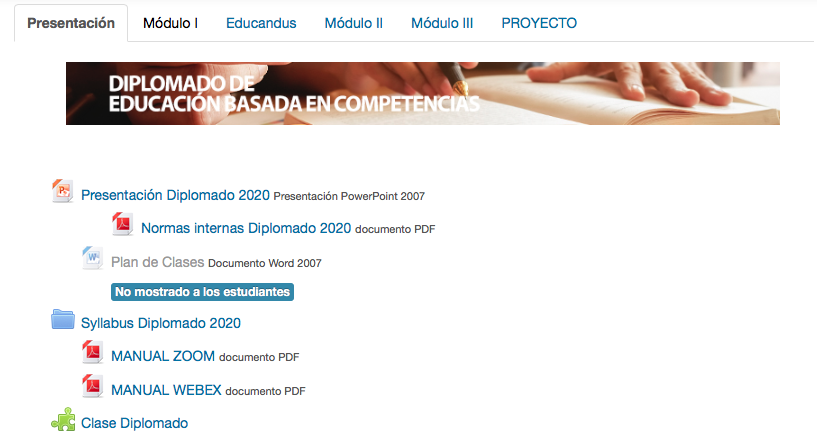 Presentación Módulo I Educandus Módulo II Módulo III PROYECTO
DIPLOMADO DE
EDUCACIÓN BASADA EN COMPETENCIAS
Presentación Diplomado 2020 Presentación PowerPoint 2007
Normas internas Diplomado 2020 documento PDF
Plan de Clases Documento Word 2007
No mostrado a los estudiantes
Syllabus Diplomado 2020
MANUAL ZOOM documento PDF
MANUAL WEBEX documento PDF
Clase Diplomado